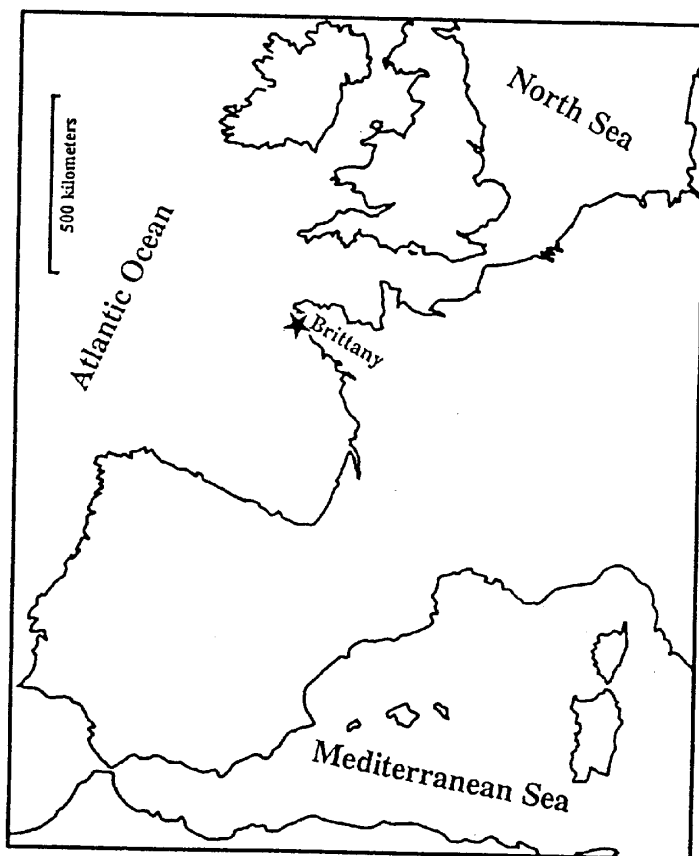 North Sea
500 kilometers
Atlantic Ocean
Brittany
Mediterranean Sea